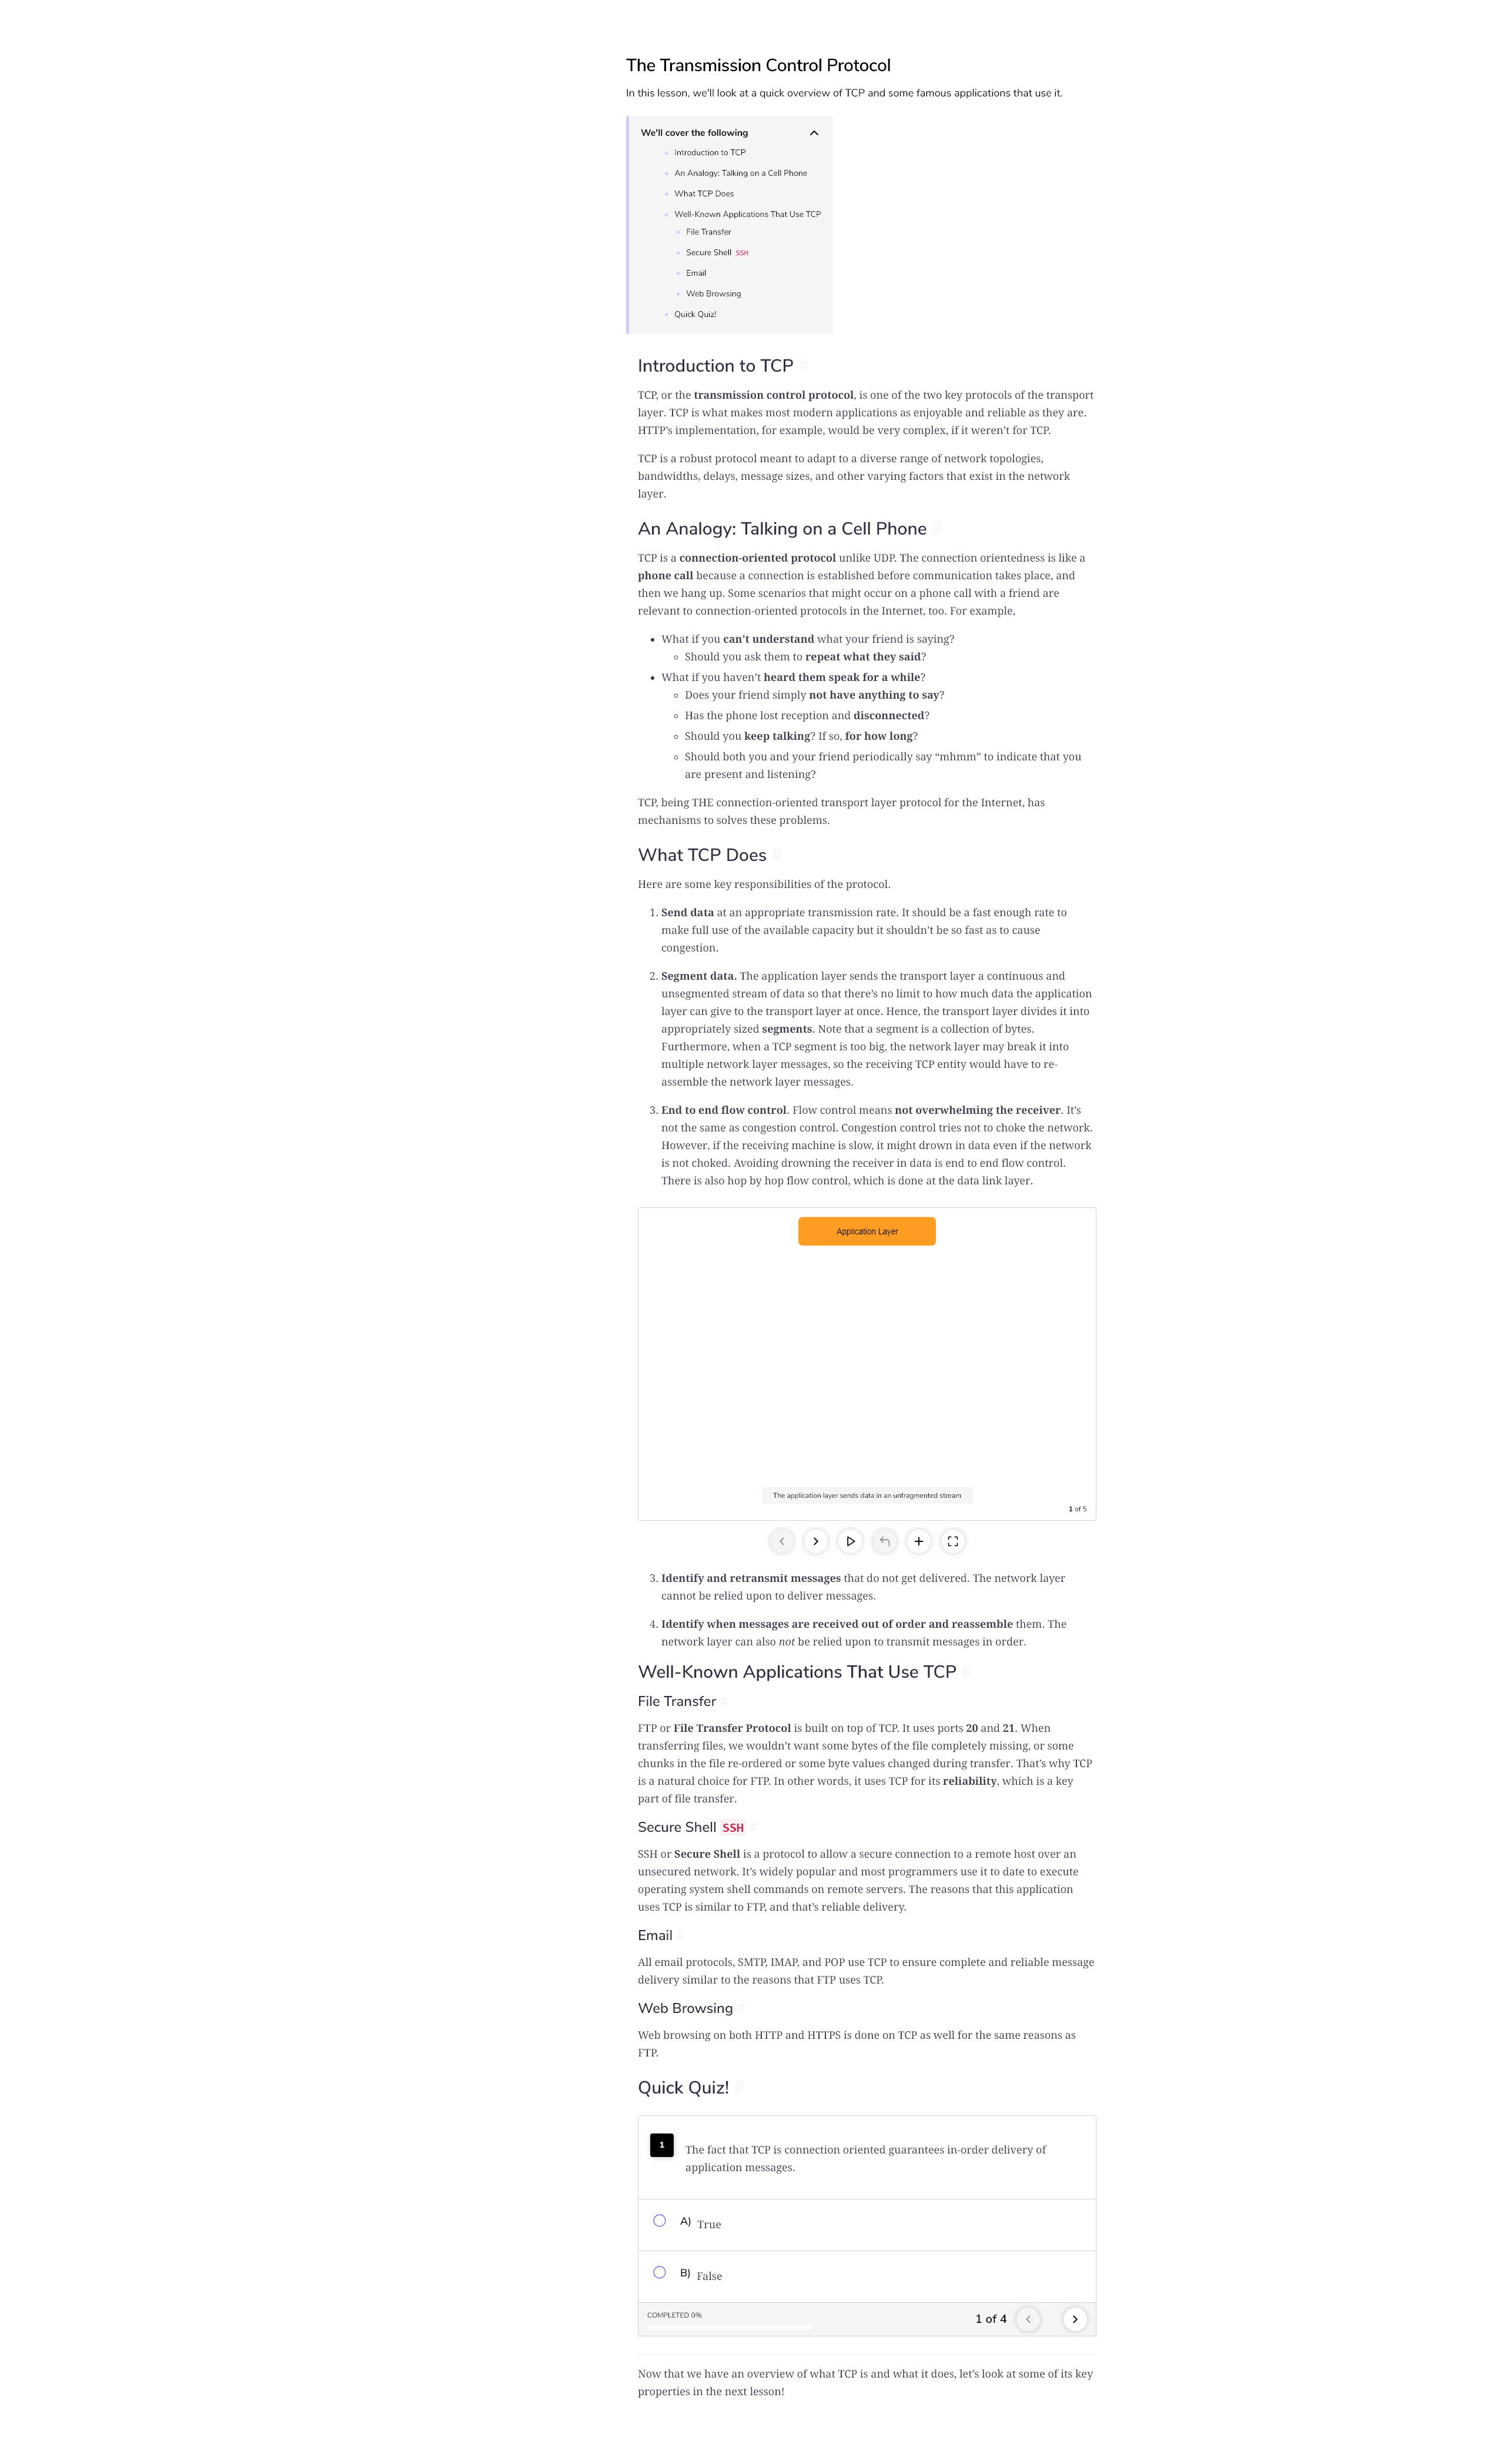 The Transmission Control Protocol
In this lesson, we'll look at a quick overview of TCP and some famous applications that use it.
We'll cover the following
Introduction to TCP
An Analogy: Talking on a Cell Phone
What TCP Does
Well-Known Applications That Use TCP
File Transfer
Secure Shell SSH
Email
Web Browsing
Quick Quiz!
Introduction to TCP #
TCP, or the transmission control protocol, is one of the two key protocols of the transport
layer. TCP is what makes most modern applications as enjoyable and reliable as they are.
HTTP’s implementation, for example, would be very complex, if it weren’t for TCP.
TCP is a robust protocol meant to adapt to a diverse range of network topologies,
bandwidths, delays, message sizes, and other varying factors that exist in the network
layer.
An Analogy: Talking on a Cell Phone #
TCP is a connection-oriented protocol unlike UDP. The connection orientedness is like a
phone call because a connection is established before communication takes place, and
then we hang up. Some scenarios that might occur on a phone call with a friend are
relevant to connection-oriented protocols in the Internet, too. For example,
• What if you can’t understand what your friend is saying?
◦ Should you ask them to repeat what they said?
• What if you haven’t heard them speak for a while?
◦ Does your friend simply not have anything to say?
◦ Has the phone lost reception and disconnected?
◦ Should you keep talking? If so, for how long?
◦ Should both you and your friend periodically say “mhmm” to indicate that you
are present and listening?
TCP, being THE connection-oriented transport layer protocol for the Internet, has
mechanisms to solves these problems.
What TCP Does #
Here are some key responsibilities of the protocol.
1. Send data at an appropriate transmission rate. It should be a fast enough rate to
make full use of the available capacity but it shouldn’t be so fast as to cause
congestion.
2. Segment data. The application layer sends the transport layer a continuous and
unsegmented stream of data so that there’s no limit to how much data the application
layer can give to the transport layer at once. Hence, the transport layer divides it into
appropriately sized segments. Note that a segment is a collection of bytes.
Furthermore, when a TCP segment is too big, the network layer may break it into
multiple network layer messages, so the receiving TCP entity would have to re-
assemble the network layer messages.
3. End to end flow control. Flow control means not overwhelming the receiver. It’s
not the same as congestion control. Congestion control tries not to choke the network.
However, if the receiving machine is slow, it might drown in data even if the network
is not choked. Avoiding drowning the receiver in data is end to end flow control.
There is also hop by hop flow control, which is done at the data link layer.
Application Layer
The application layer sends data in an unfragmented stream
1 of 5
3. Identify and retransmit messages that do not get delivered. The network layer
cannot be relied upon to deliver messages.
4. Identify when messages are received out of order and reassemble them. The
network layer can also not be relied upon to transmit messages in order.
Well-Known Applications That Use TCP #
File Transfer #
FTP or File Transfer Protocol is built on top of TCP. It uses ports 20 and 21. When
transferring files, we wouldn’t want some bytes of the file completely missing, or some
chunks in the file re-ordered or some byte values changed during transfer. That’s why TCP
is a natural choice for FTP. In other words, it uses TCP for its reliability, which is a key
part of file transfer.
Secure Shell SSH #
SSH or Secure Shell is a protocol to allow a secure connection to a remote host over an
unsecured network. It’s widely popular and most programmers use it to date to execute
operating system shell commands on remote servers. The reasons that this application
uses TCP is similar to FTP, and that’s reliable delivery.
Email #
All email protocols, SMTP, IMAP, and POP use TCP to ensure complete and reliable message
delivery similar to the reasons that FTP uses TCP.
Web Browsing #
Web browsing on both HTTP and HTTPS is done on TCP as well for the same reasons as
FTP.
Quick Quiz! #
1
The fact that TCP is connection oriented guarantees in-order delivery of
application messages.
A) True
B) False
COMPLETED 0%
1 of 4
Now that we have an overview of what TCP is and what it does, let’s look at some of its key
properties in the next lesson!